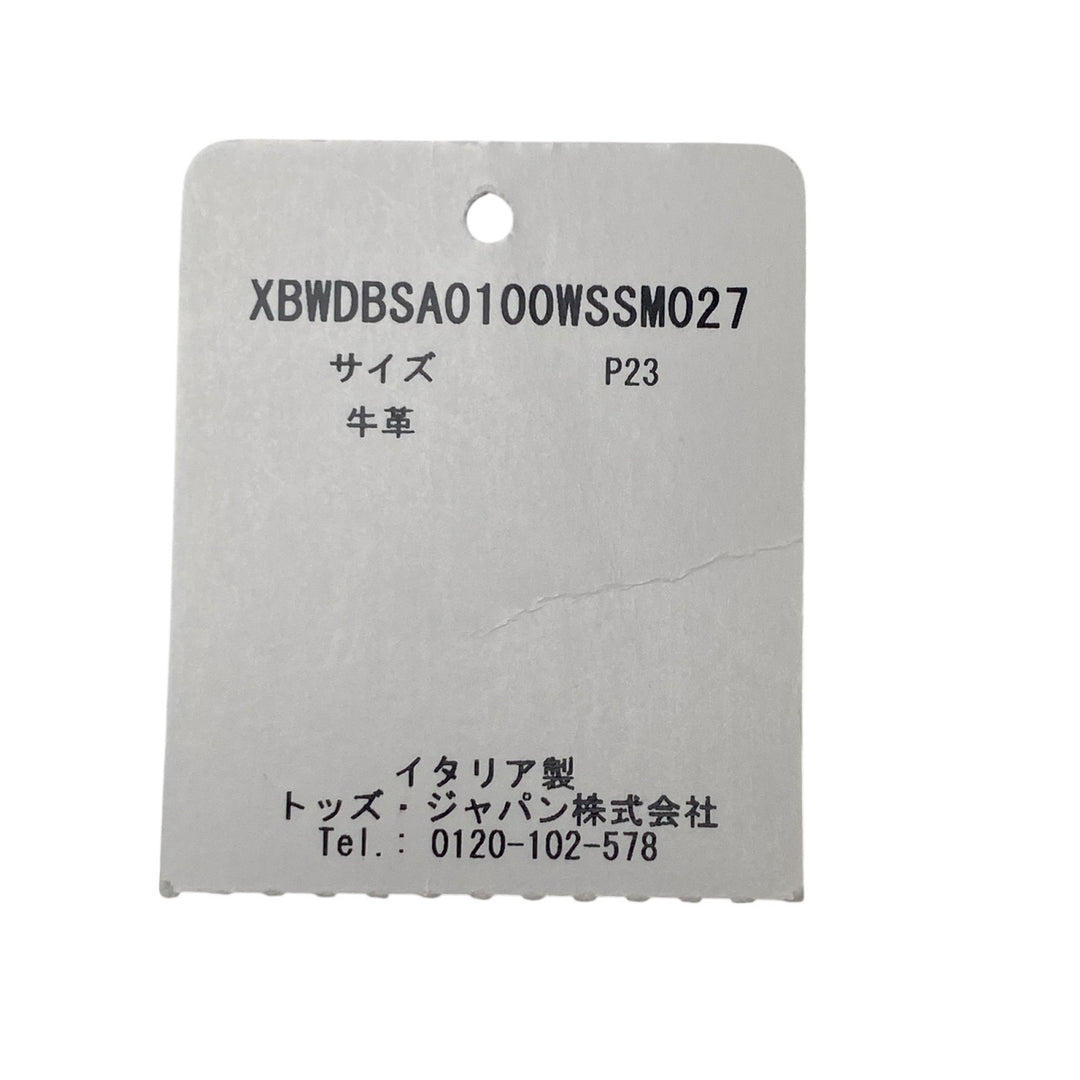 XBWDBSA0100WSSM027
サイズ P23
牛革
イタリア製
トッズ・ジャパン株式会社
Tel.: 0120-102-578